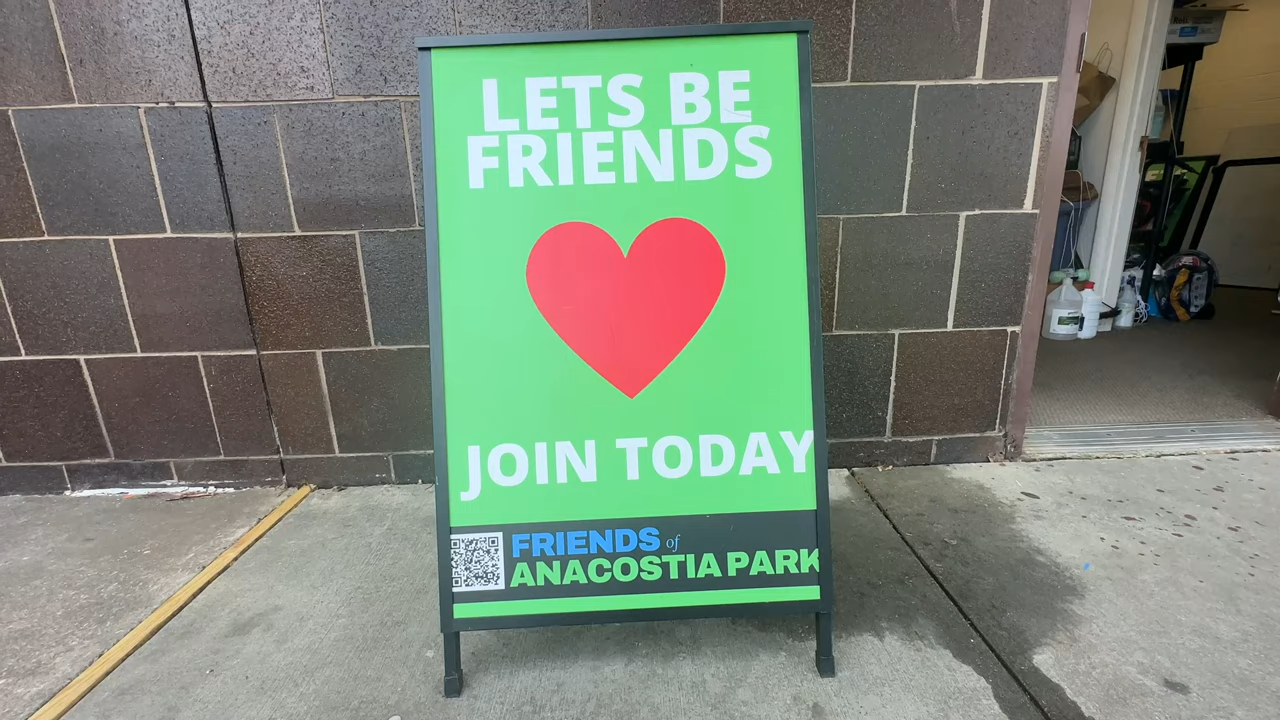 LETS BE
FRIENDS
JOIN TODAY
FRIENDS of
ANACOSTIA PARK